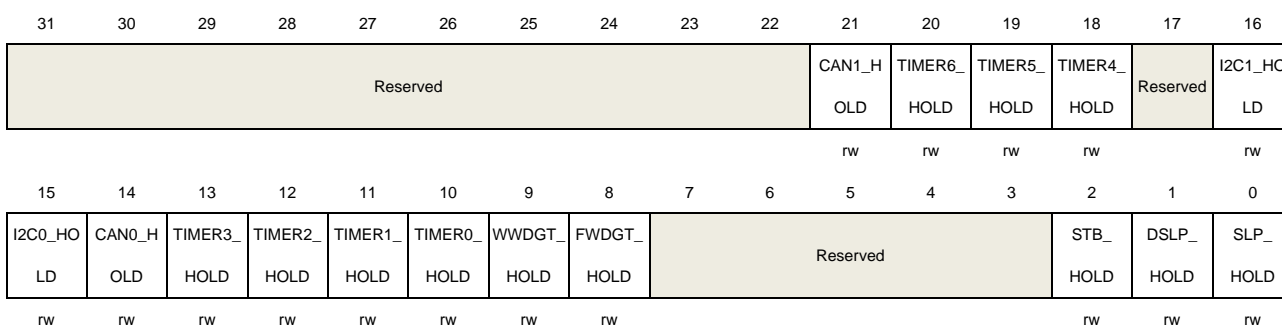 31 30 29 28 27 26 25 24 23 22 21 20 19 18 17 16
Reserved CAN1_H TIMER6_ TIMER5_ TIMER4_ Reserved I2C1_HO
OLD HOLD HOLD HOLD LD
rw rw rw rw rw
15 14 13 12 11 10 9 8 7 6 5 4 3 2 1 0
I2C0_HO CAN0_H TIMER3_ TIMER2_ TIMER1_ TIMER0_ WWDGT_ FWDGT_ Reserved STB_ DSLP_ SLP_
LD OLD HOLD HOLD HOLD HOLD HOLD HOLD HOLD HOLD HOLD
rw rw rw rw rw rw rw rw rw rw rw